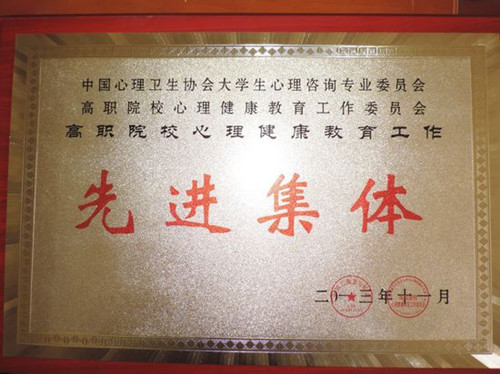 中国心理卫生协会大学生心理咨询专业委员会
高职院校心理健康教育工作委员会
高职院校心理健康教育工作
先进集体
二〇一三年十一月